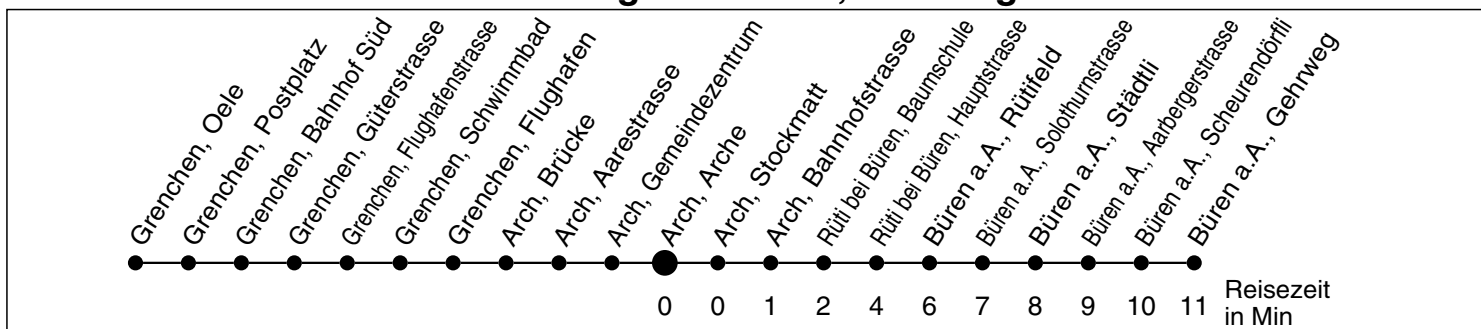 Grenchen, Oele
Grenchen, Postplatz
Grenchen, Bahnhof Süd
Grenchen, Güterstrasse
Grenchen, Flughafenstrasse
Grenchen, Schwimmbad
Grenchen, Flughafen
Arch, Brücke
Arch, Aarestrasse
Arch, Gemeindezentrum
Arch, Arche
Arch, Stockmatt
Arch, Bahnhofstrasse
Rüti bei Büren, Baumschule
Rüti bei Büren, Hauptstrasse
Büren a.A., Rütifeld
Büren a.A., Solothurnstrasse
Büren a.A., Städtli
Büren a.A., Aarbergerstrasse
Büren a.A., Scheurendörfli
Büren a.A., Gehrweg
0 0 1 2 4 6 7 8 9 10 11 Reisezeit
in Min